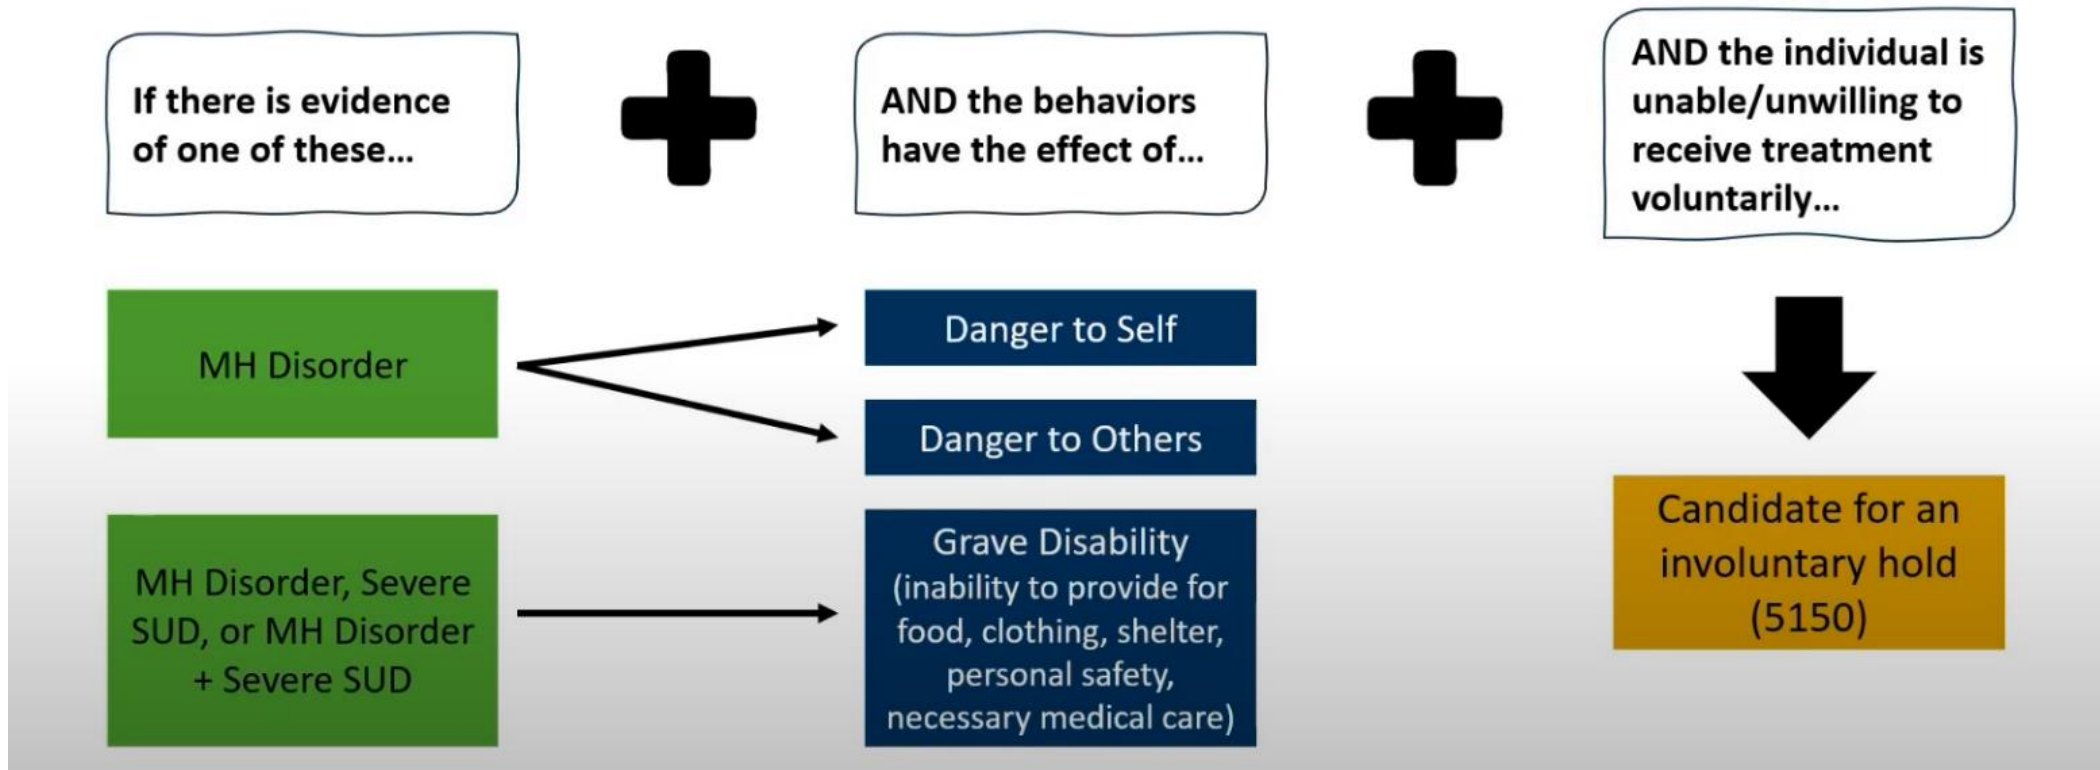 If there is evidence
of one of these...
AND the behaviors
have the effect of...
AND the individual is
unable/unwilling to
receive treatment
voluntarily...
MH Disorder
Danger to Self
Danger to Others
MH Disorder, Severe
SUD, or MH Disorder
+ Severe SUD
Grave Disability
(inability to provide for
food, clothing, shelter,
personal safety,
necessary medical care)
Candidate for an
involuntary hold
(5150)